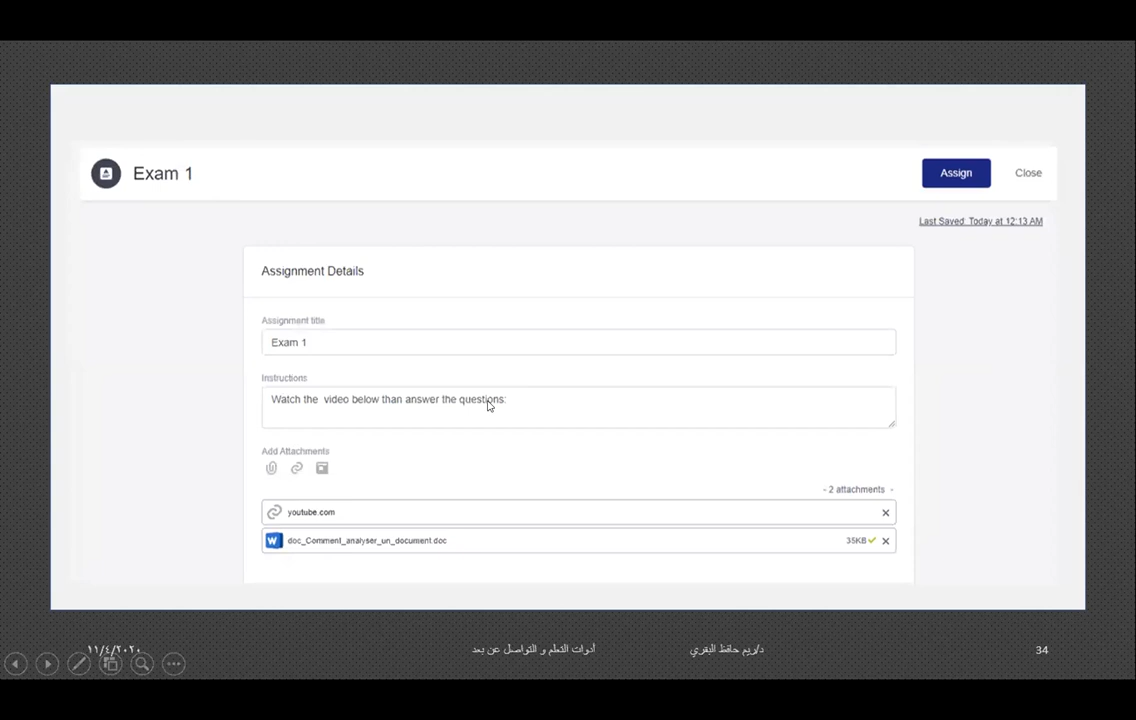 Exam 1
Assign
Close
Last Saved: Today at 12:13 AM
Assignment Details
Assignment title
Exam 1
Instructions
Watch the video below than answer the questions:
Add Attachments
- 2 attachments -
youtube.com
doc_Comment_analyser_un_document.doc
35KB
١١/٤/٢٠٢٠
أدوات التعلم و التواصل عن بعد
د/ريم حافظ البقري
34